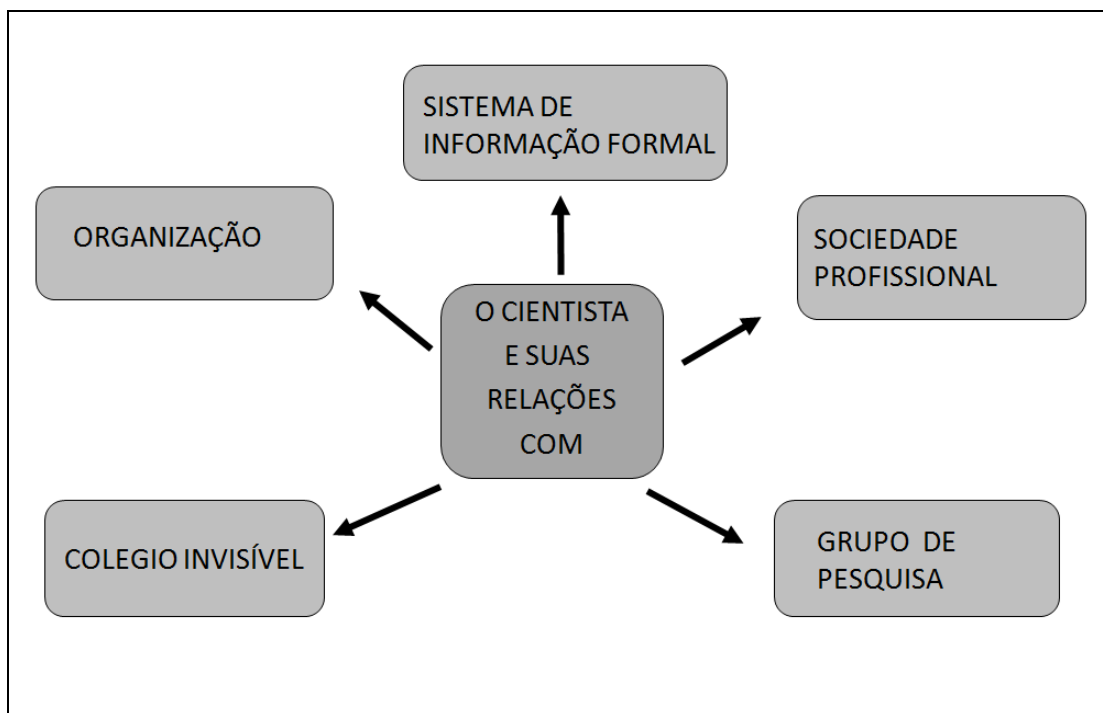 SISTEMA DE
INFORMAÇÃO FORMAL
ORGANIZAÇÃO
SOCIEDADE
PROFISSIONAL
O CIENTISTA
E SUAS
RELAÇÕES
COM
COLEGIO INVISÍVEL
GRUPO DE
PESQUISA